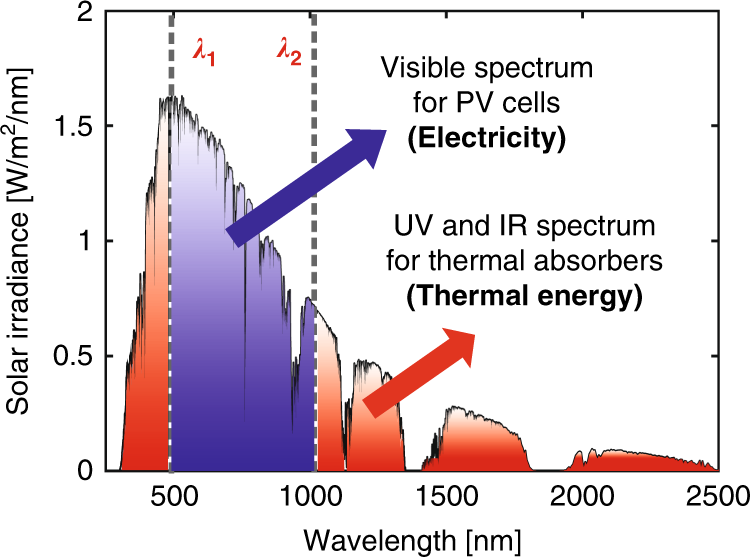 2
1.5
1
0.5
0
Solar irradiance [W/m²/nm]
λ₁
λ₂
Visible spectrum
for PV cells
(Electricity)
UV and IR spectrum
for thermal absorbers
(Thermal energy)
500
1000
1500
2000
2500
Wavelength [nm]